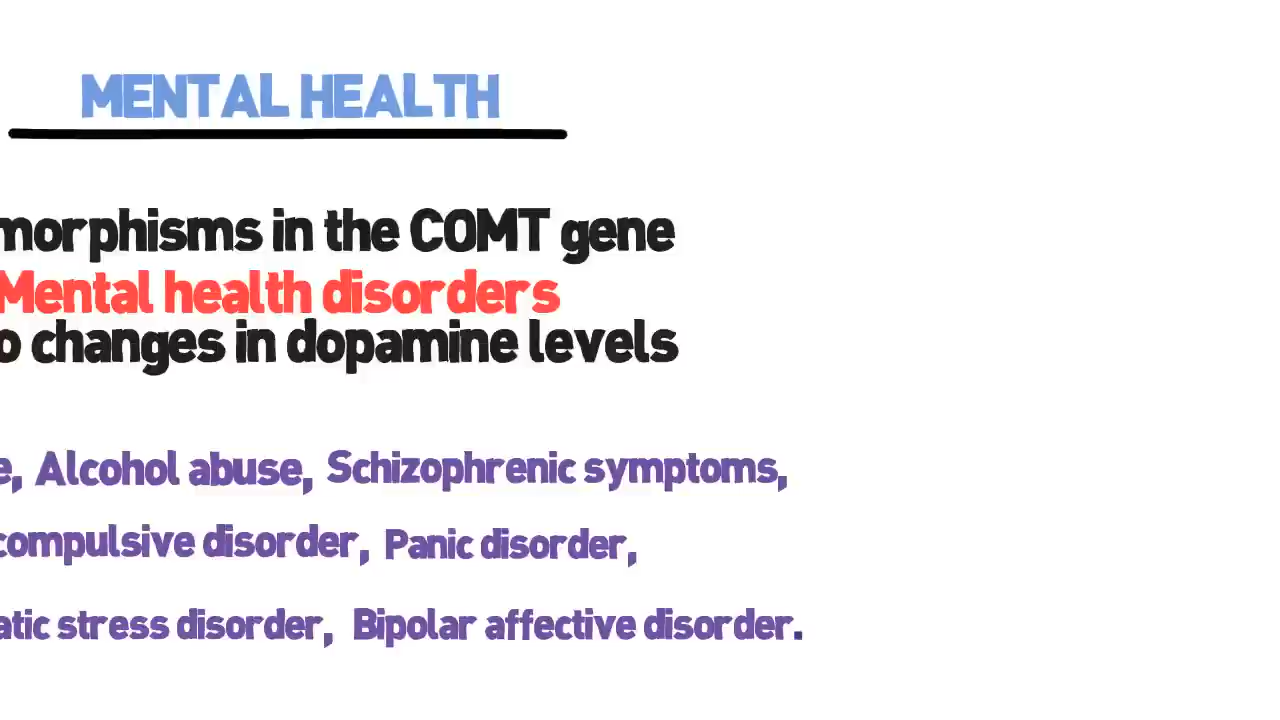 MENTAL HEALTH
morphisms in the COMT gene
Mental health disorders
o changes in dopamine levels
e, Alcohol abuse, Schizophrenic symptoms,
compulsive disorder, Panic disorder,
atic stress disorder, Bipolar affective disorder.